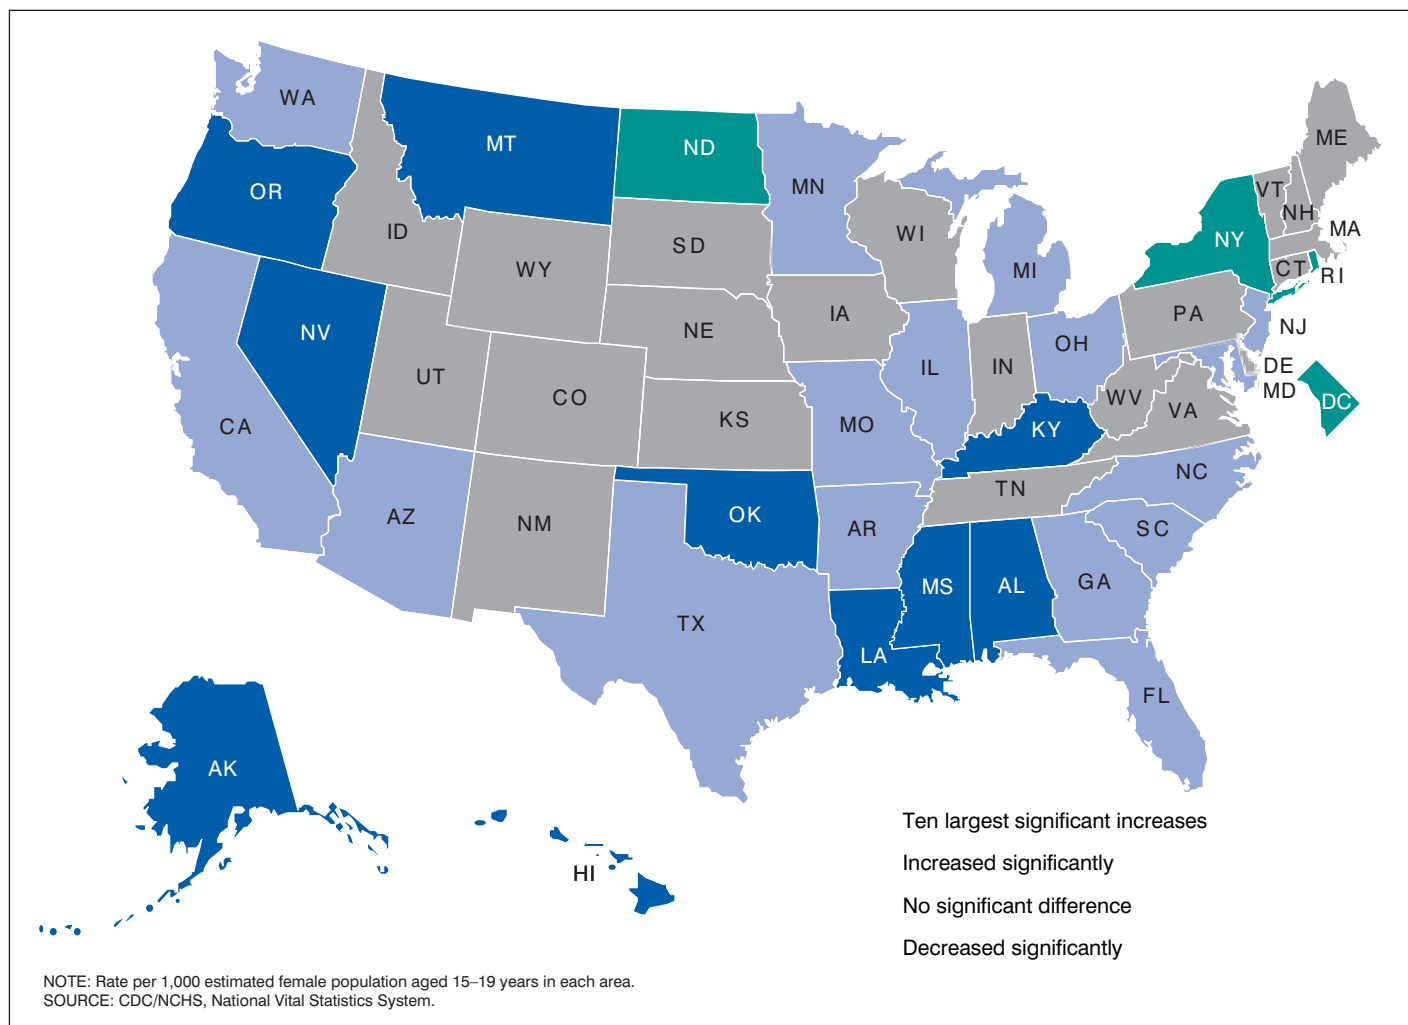 WA
MT
ND
ME
OR
MN
VT
NH
ID
SD
WI
NY
MA
WY
MI
CT
RI
NV
NE
IA
PA
NJ
UT
CO
IL
IN
OH
DE
MD
DC
CA
KS
MO
WV
VA
KY
AZ
NM
OK
AR
TN
NC
SC
MS
AL
GA
TX
LA
FL
AK
HI
Ten largest significant increases
Increased significantly
No significant difference
Decreased significantly
NOTE: Rate per 1,000 estimated female population aged 15–19 years in each area.
SOURCE: CDC/NCHS, National Vital Statistics System.